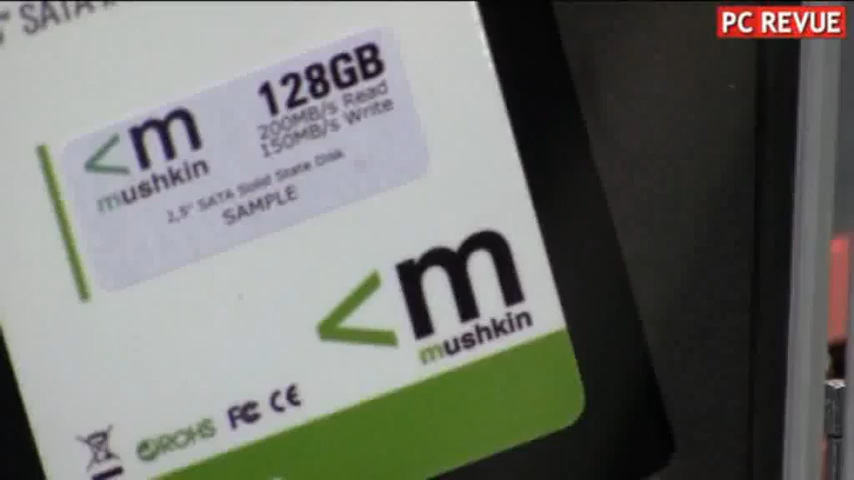 PC REVUE
SATA
128GB
200MB/s Read
150MB/s Write
<m
mushkin
2,5" SATA Solid State Disk
SAMPLE
<m
mushkin
ROHS FC CE